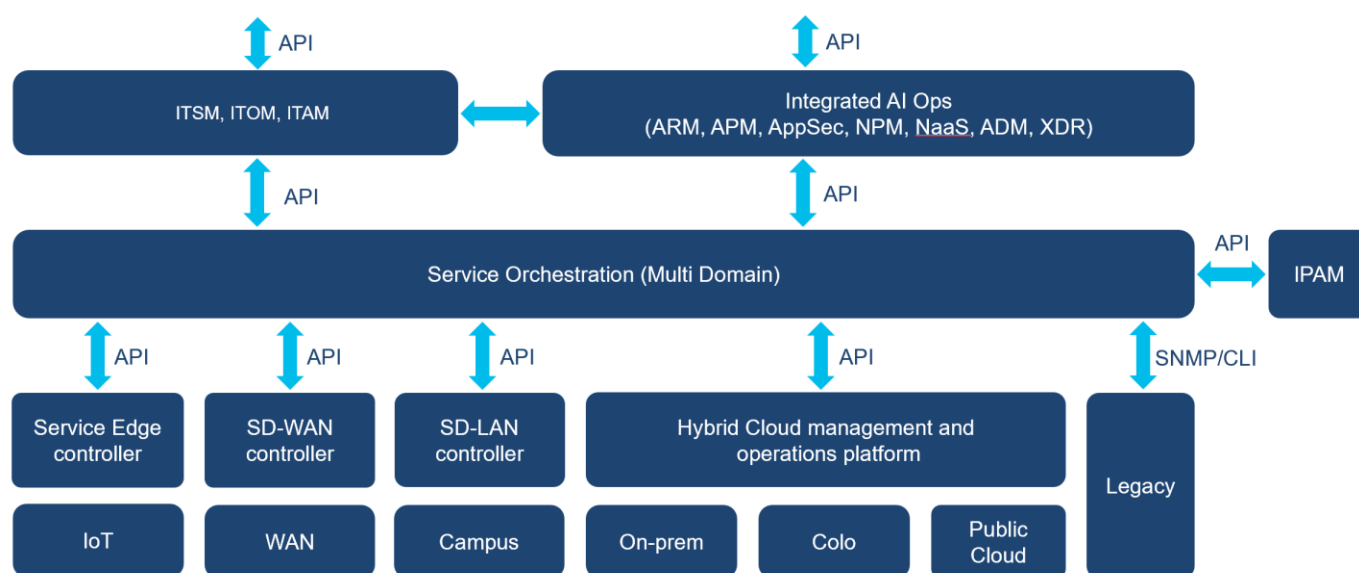 API
API
ITSM, ITOM, ITAM
Integrated AI Ops
(ARM, APM, AppSec, NPM, NaaS, ADM, XDR)
API
API
Service Orchestration (Multi Domain)
API
IPAM
API
API
API
API
SNMP/CLI
Service Edge
controller
SD-WAN
controller
SD-LAN
controller
Hybrid Cloud management and
operations platform
Legacy
IoT
WAN
Campus
On-prem
Colo
Public
Cloud